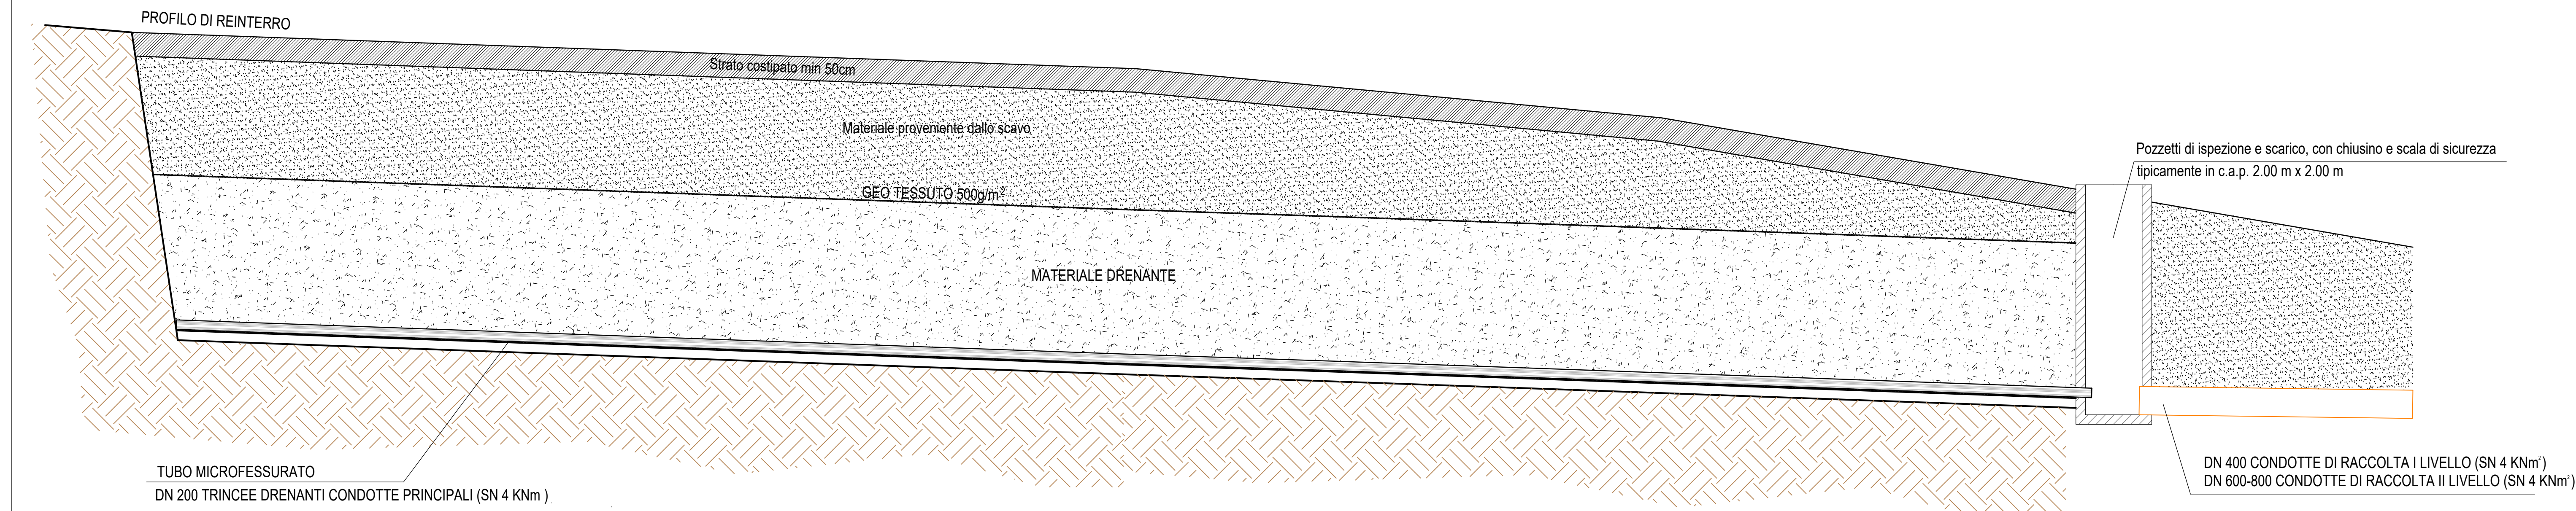 PROFILO DI REINTERRO
Strato costipato min 50cm
Materiale proveniente dallo scavo
GEO TESSUTO 500g/m²
MATERIALE DRENANTE
Pozzetti di ispezione e scarico, con chiusino e scala di sicurezza
tipicamente in c.a.p. 2.00 m x 2.00 m
TUBO MICROFESSURATO
DN 200 TRINCEE DRENANTI CONDOTTE PRINCIPALI (SN 4 KNm )
DN 400 CONDOTTE DI RACCOLTA I LIVELLO (SN 4 KNm²)
DN 600-800 CONDOTTE DI RACCOLTA II LIVELLO (SN 4 KNm²)